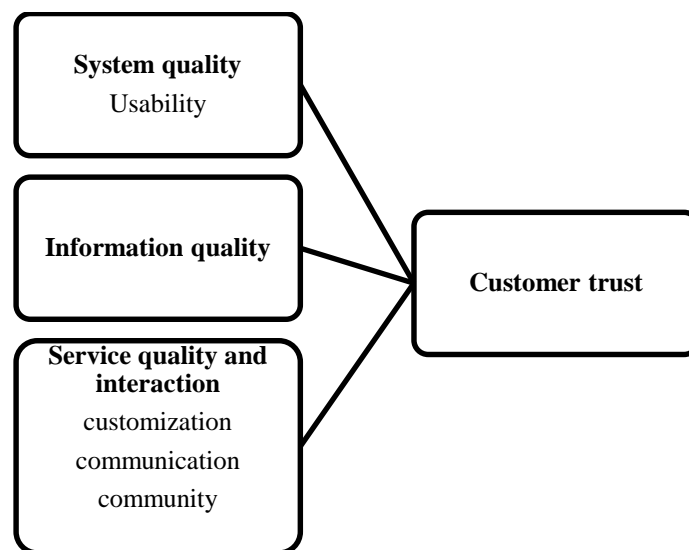 System quality
Usability
Information quality
Service quality and
interaction
customization
communication
community
Customer trust